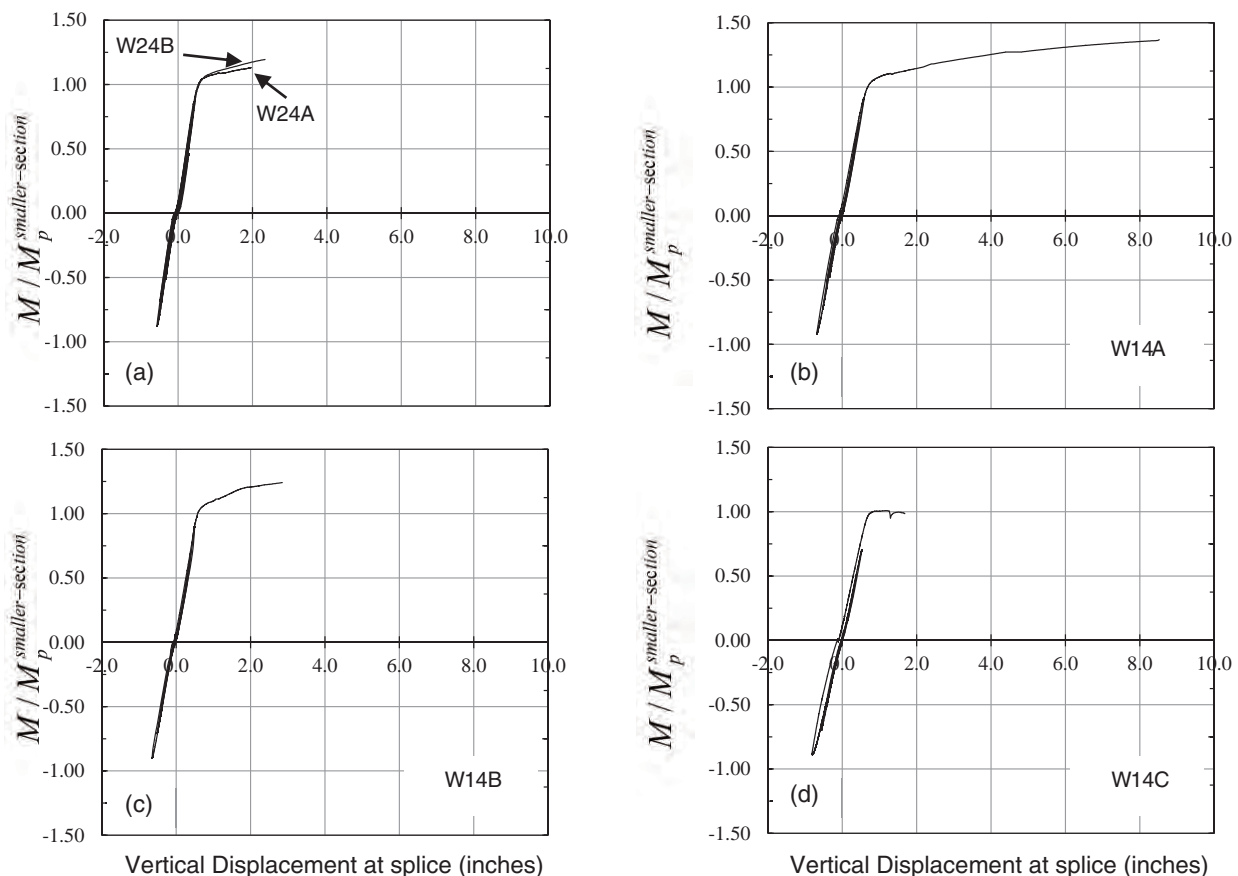 1.50
1.00
0.50
0.00
-0.50
-1.00
-1.50
-2.0 0.0 2.0 4.0 6.0 8.0 10.0
W24B
W24A
(a)
M / M_p^{smaller-section}
1.50
1.00
0.50
0.00
-0.50
-1.00
-1.50
-2.0 0.0 2.0 4.0 6.0 8.0 10.0
W14A
(b)
M / M_p^{smaller-section}
1.50
1.00
0.50
0.00
-0.50
-1.00
-1.50
-2.0 0.0 2.0 4.0 6.0 8.0 10.0
W14B
(c)
M / M_p^{smaller-section}
Vertical Displacement at splice (inches)
1.50
1.00
0.50
0.00
-0.50
-1.00
-1.50
-2.0 0.0 2.0 4.0 6.0 8.0 10.0
W14C
(d)
M / M_p^{smaller-section}
Vertical Displacement at splice (inches)